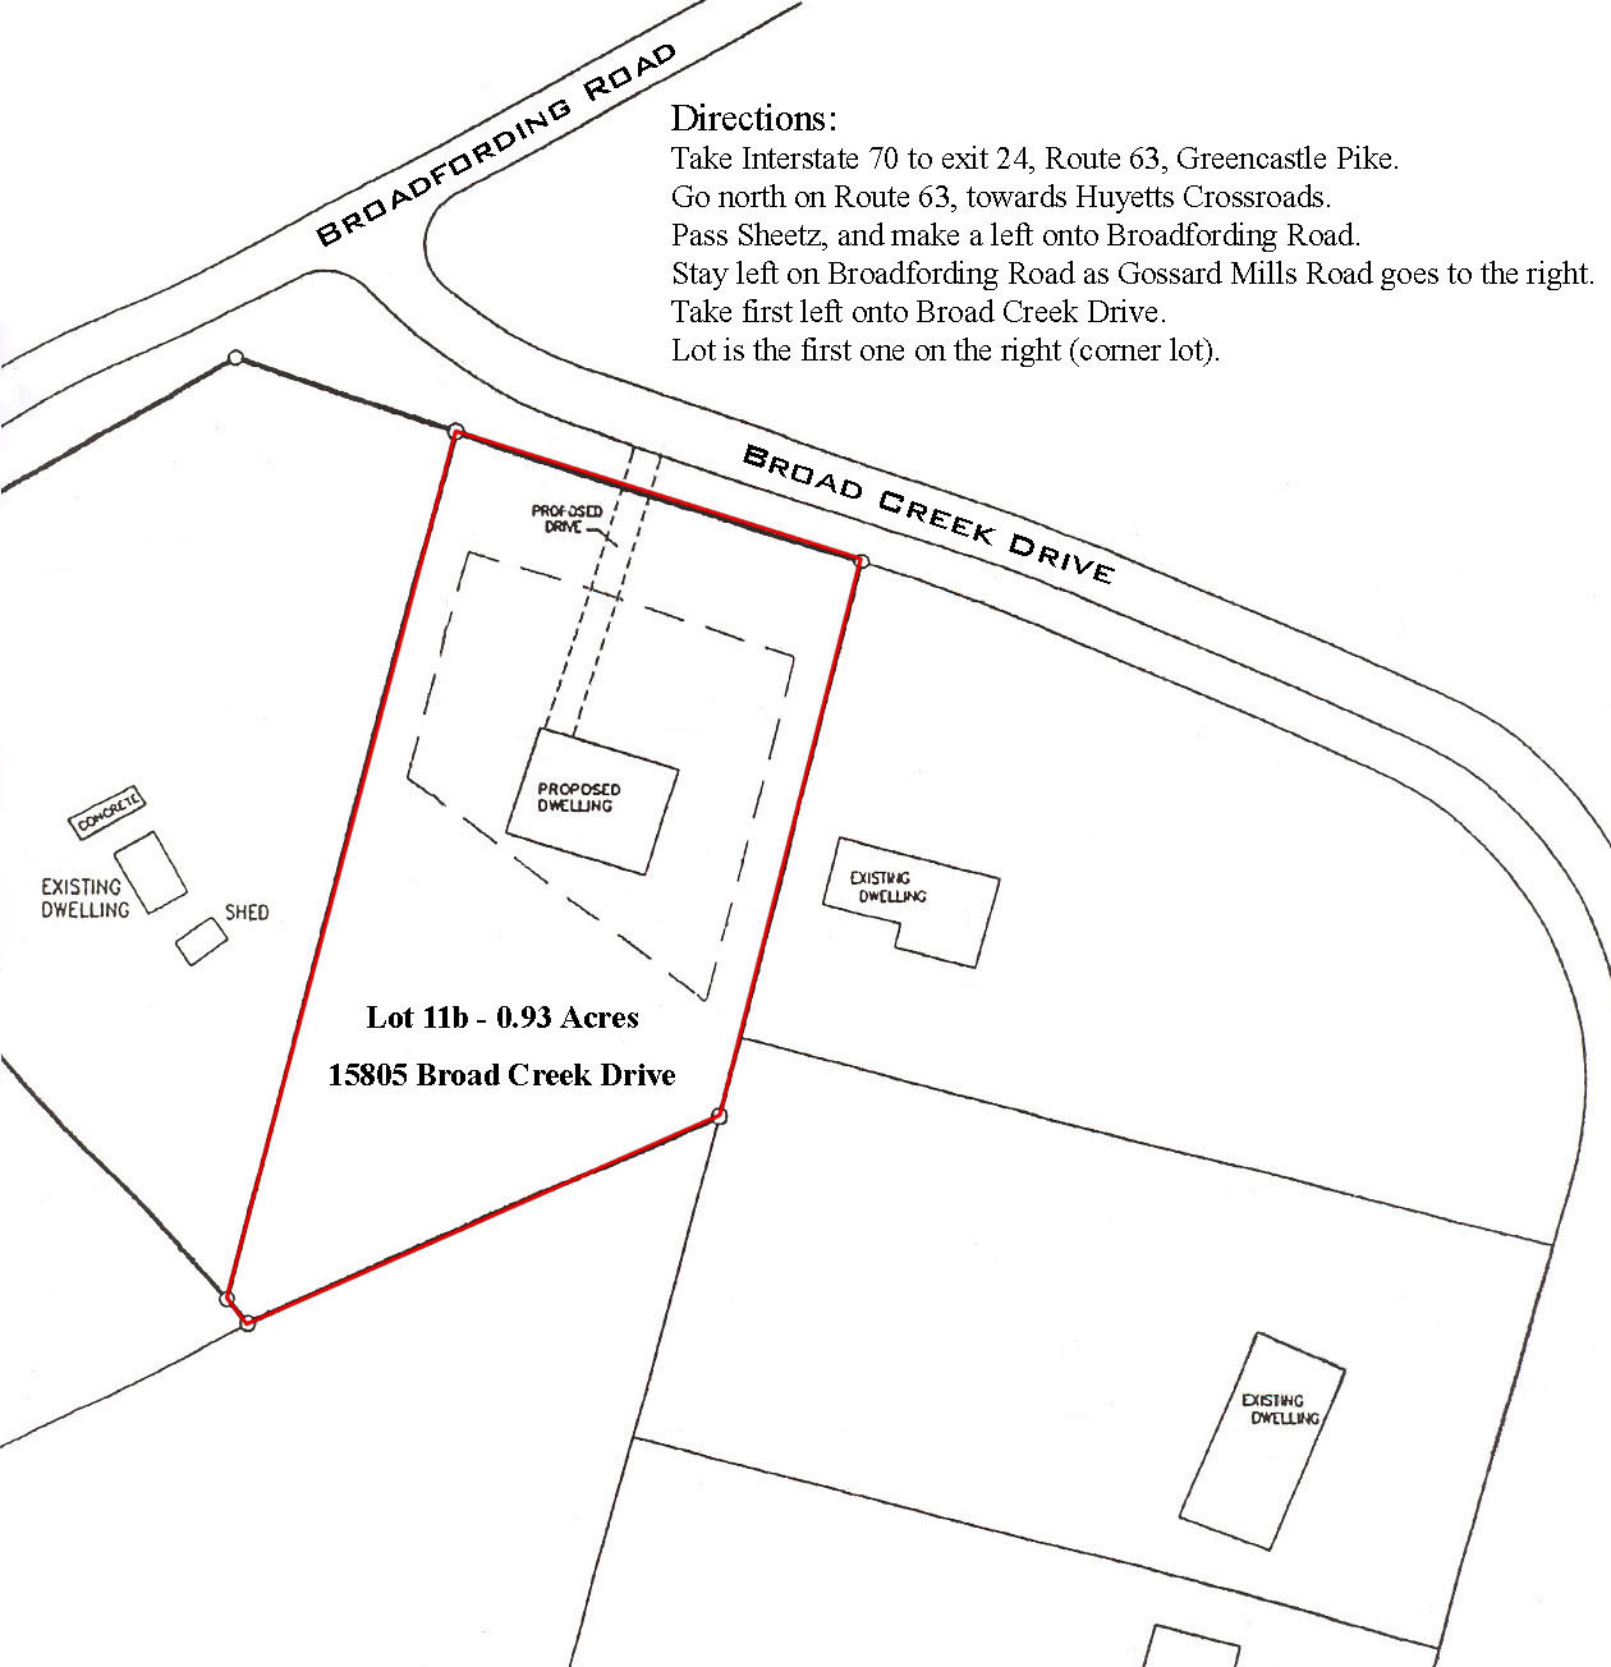 BROADFORDING ROAD
Directions:
Take Interstate 70 to exit 24, Route 63, Greencastle Pike.
Go north on Route 63, towards Huyetts Crossroads.
Pass Sheetz, and make a left onto Broadfording Road.
Stay left on Broadfording Road as Gossard Mills Road goes to the right.
Take first left onto Broad Creek Drive.
Lot is the first one on the right (corner lot).
BROAD CREEK DRIVE
PROPOSED
DRIVE
PROPOSED
DWELLING
CONCRETE
EXISTING
DWELLING
SHED
EXISTING
DWELLING
Lot 11b - 0.93 Acres
15805 Broad Creek Drive
EXISTING
DWELLING